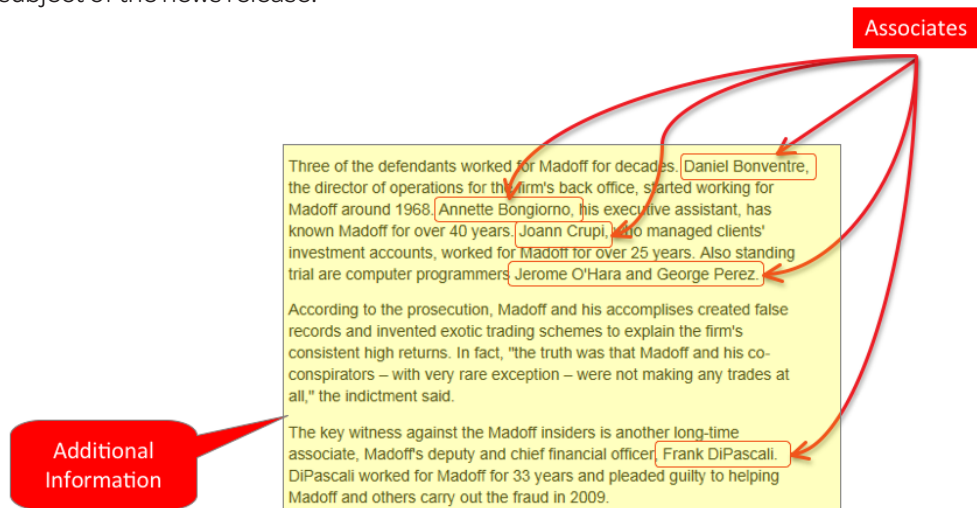 subject of the news release.
Associates
Three of the defendants worked for Madoff for decades. Daniel Bonventre,
the director of operations for the firm's back office, started working for
Madoff around 1968. Annette Bongiorno, his executive assistant, has
known Madoff for over 40 years. Joann Crupi, who managed clients'
investment accounts, worked for Madoff for over 25 years. Also standing
trial are computer programmers Jerome O'Hara and George Perez.
According to the prosecution, Madoff and his accomplises created false
records and invented exotic trading schemes to explain the firm's
consistent high returns. In fact, "the truth was that Madoff and his co-
conspirators – with very rare exception – were not making any trades at
all," the indictment said.
The key witness against the Madoff insiders is another long-time
associate, Madoff's deputy and chief financial officer, Frank DiPascali.
DiPascali worked for Madoff for 33 years and pleaded guilty to helping
Madoff and others carry out the fraud in 2009.
Additional
Information